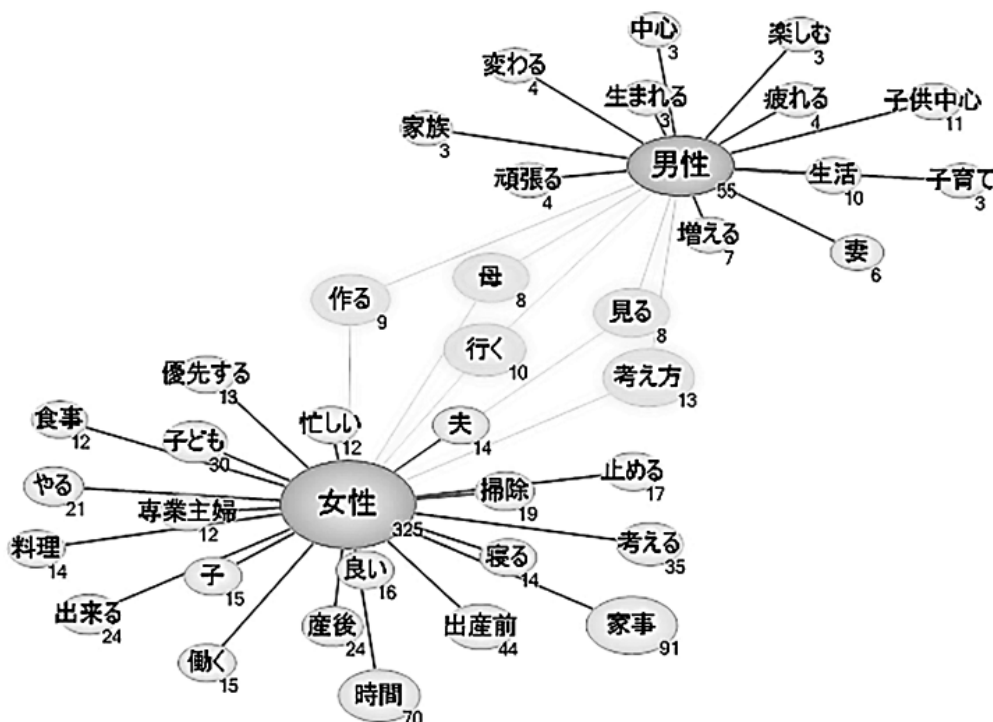 中心
3
楽しむ
3
変わる
4
生まれる
3
疲れる
4
子供中心
11
家族
3
男性
55
頑張る
4
生活
10
子育て
3
増える
7
妻
6
母
8
作る
9
見る
8
行く
10
考え方
13
優先する
13
食事
12
忙しい
12
夫
14
子ども
30
止める
17
やる
21
掃除
19
女性
325
専業主婦
12
料理
14
考える
35
寝る
14
良い
16
子
15
出来る
24
産後
24
出産前
44
家事
91
働く
15
時間
70